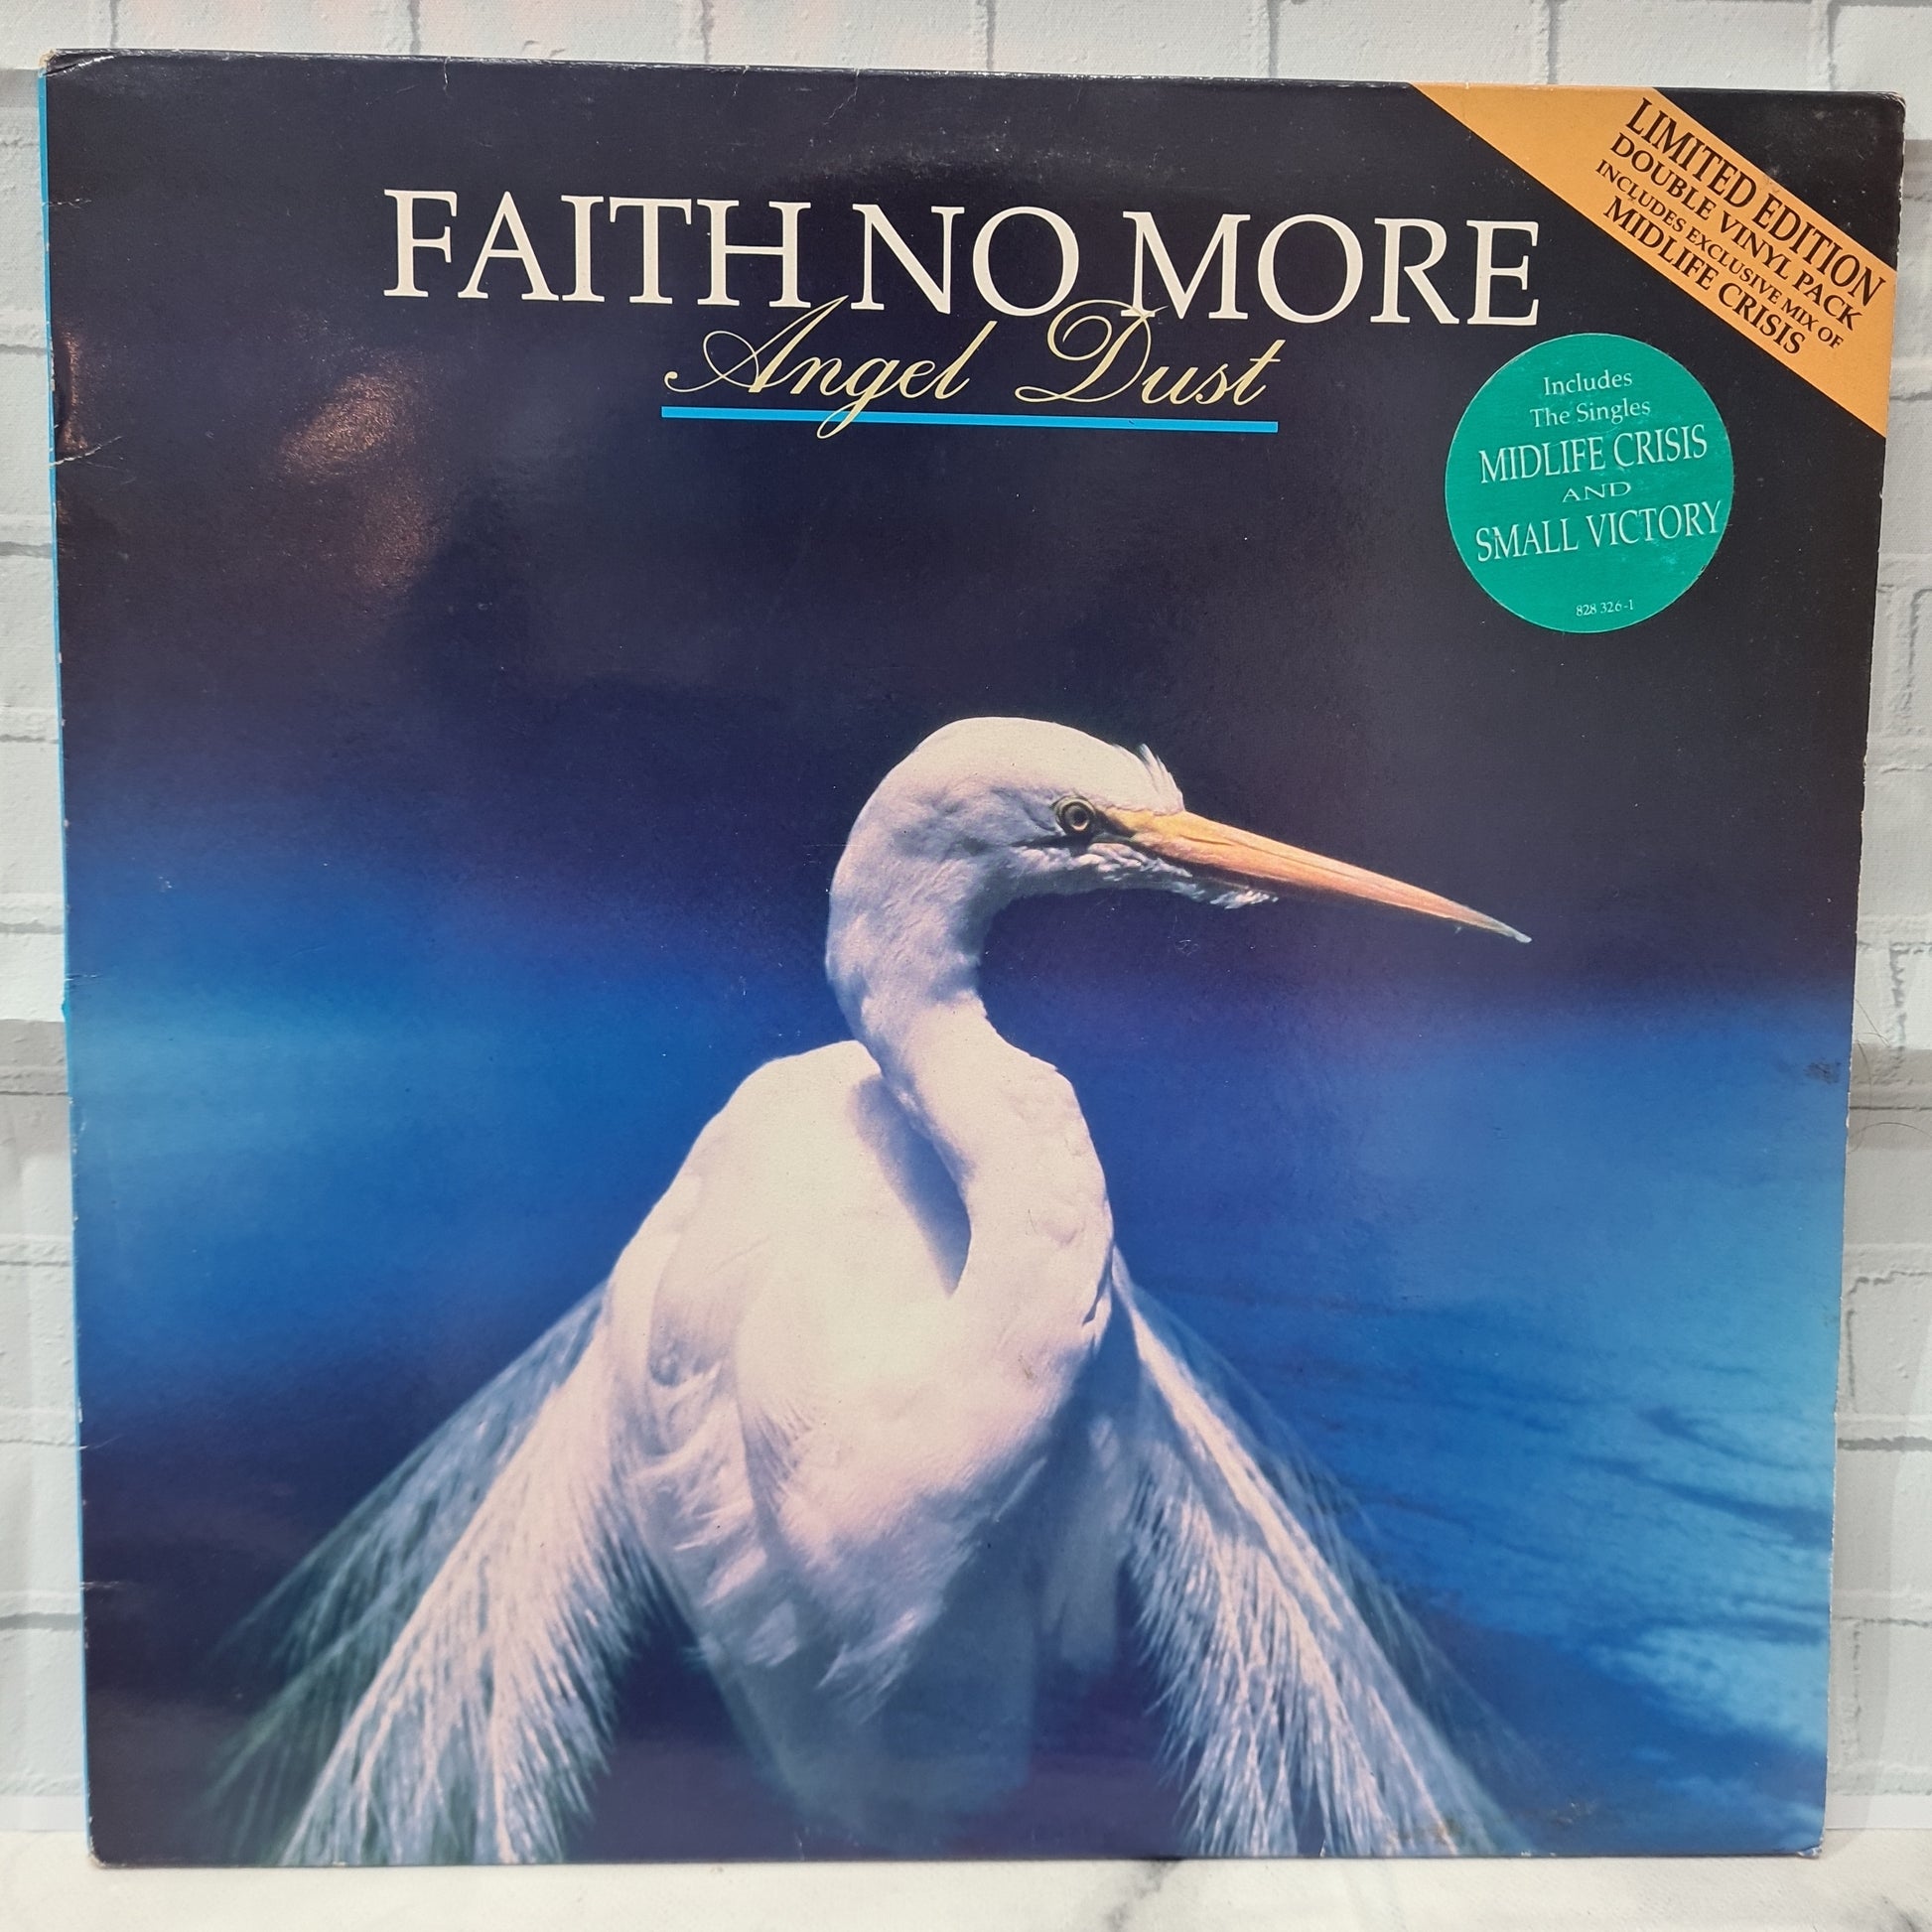 FAITH NO MORE
Angel Dust
LIMITED EDITION
DOUBLE VINYL PACK
INCLUDES EXCLUSIVE MIX OF
MIDLIFE CRISIS
Includes
The Singles
MIDLIFE CRISIS
AND
SMALL VICTORY
828 326-1